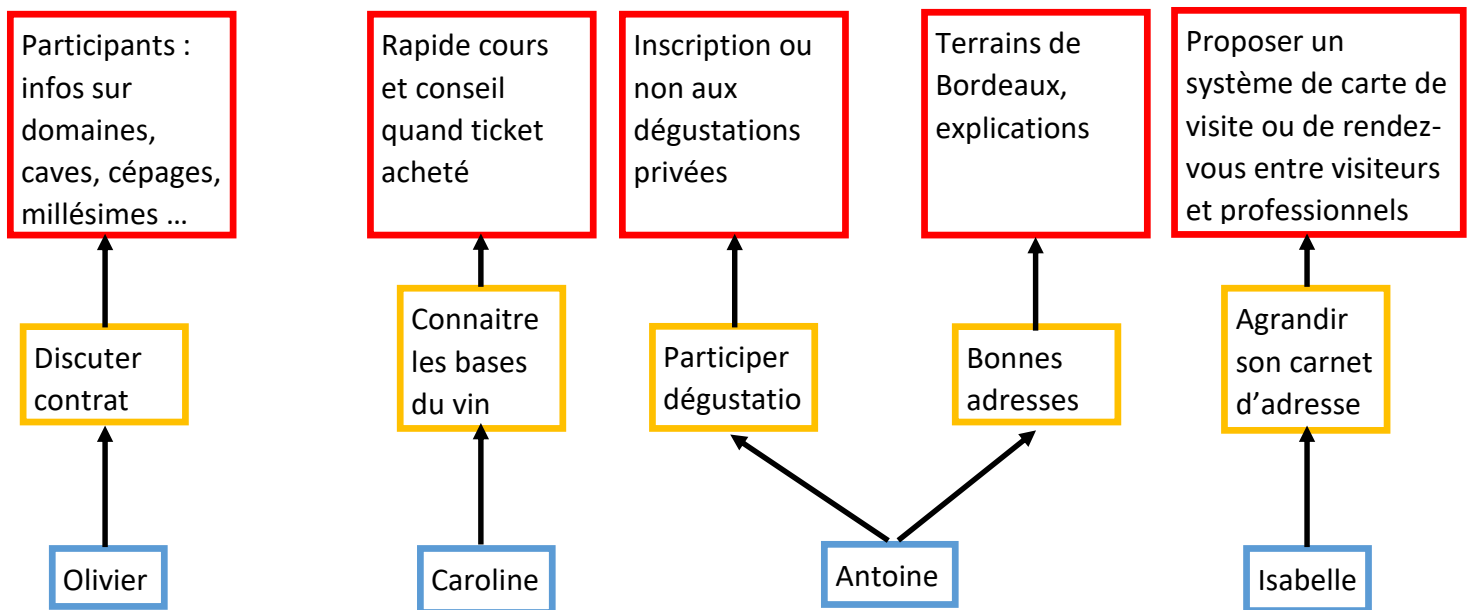 Participants :
infos sur
domaines,
caves, cépages,
millésimes ...
Rapide cours
et conseil
quand ticket
acheté
Inscription ou
non aux
dégustations
privées
Terrains de
Bordeaux,
explications
Proposer un
système de carte de
visite ou de rendez-
vous entre visiteurs
et professionnels
Discuter
contrat
Connaitre
les bases
du vin
Participer
dégustatio
Bonnes
adresses
Agrandir
son carnet
d’adresse
Olivier
Caroline
Antoine
Isabelle